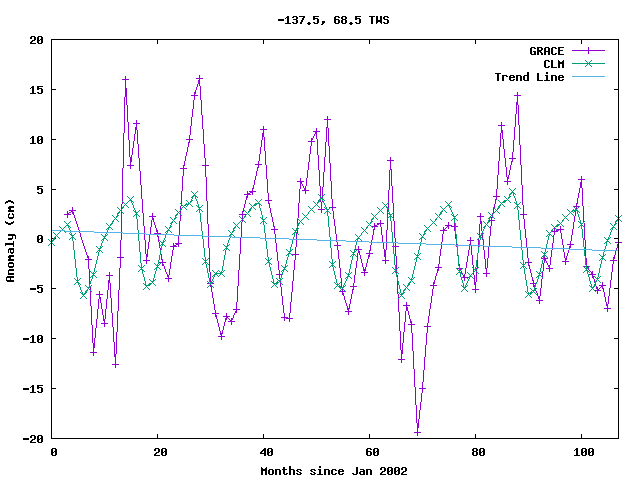 -137.5, 68.5 TWS
GRACE
CLM
Trend Line
Anomaly (cm)
20
15
10
5
0
-5
-10
-15
-20
0 20 40 60 80 100
Months since Jan 2002